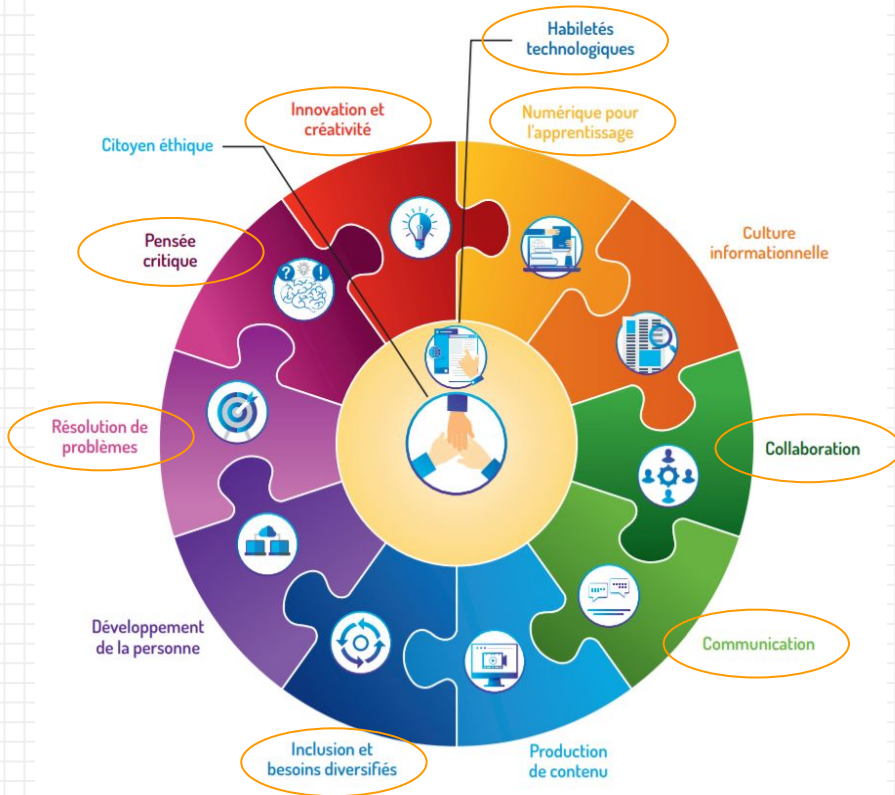 Habiletés
technologiques
Innovation et
créativité
Numérique pour
l'apprentissage
Citoyen éthique
Pensée
critique
Culture
informationnelle
? !
Résolution de
problèmes
Collaboration
Développement
de la personne
Communication
Inclusion et
besoins diversifiés
Production
de contenu